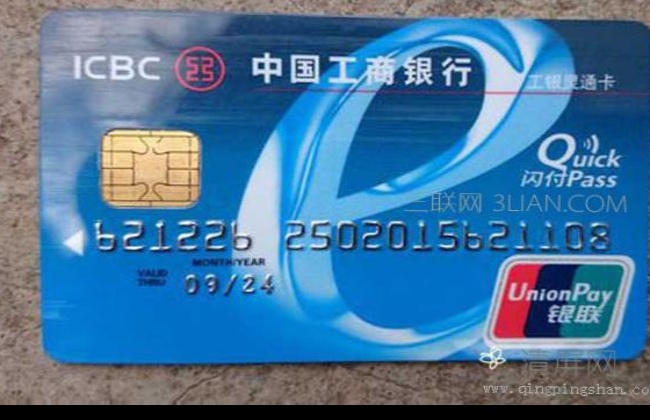 ICBC 中国工商银行
工银灵通卡
Quick
闪付Pass
三联网 3LIAN.COM
621226 2502015621108
MONTH/YEAR
VALID
THRU 09/24
UnionPay
银联
清屏网
www.qingpingshan.com